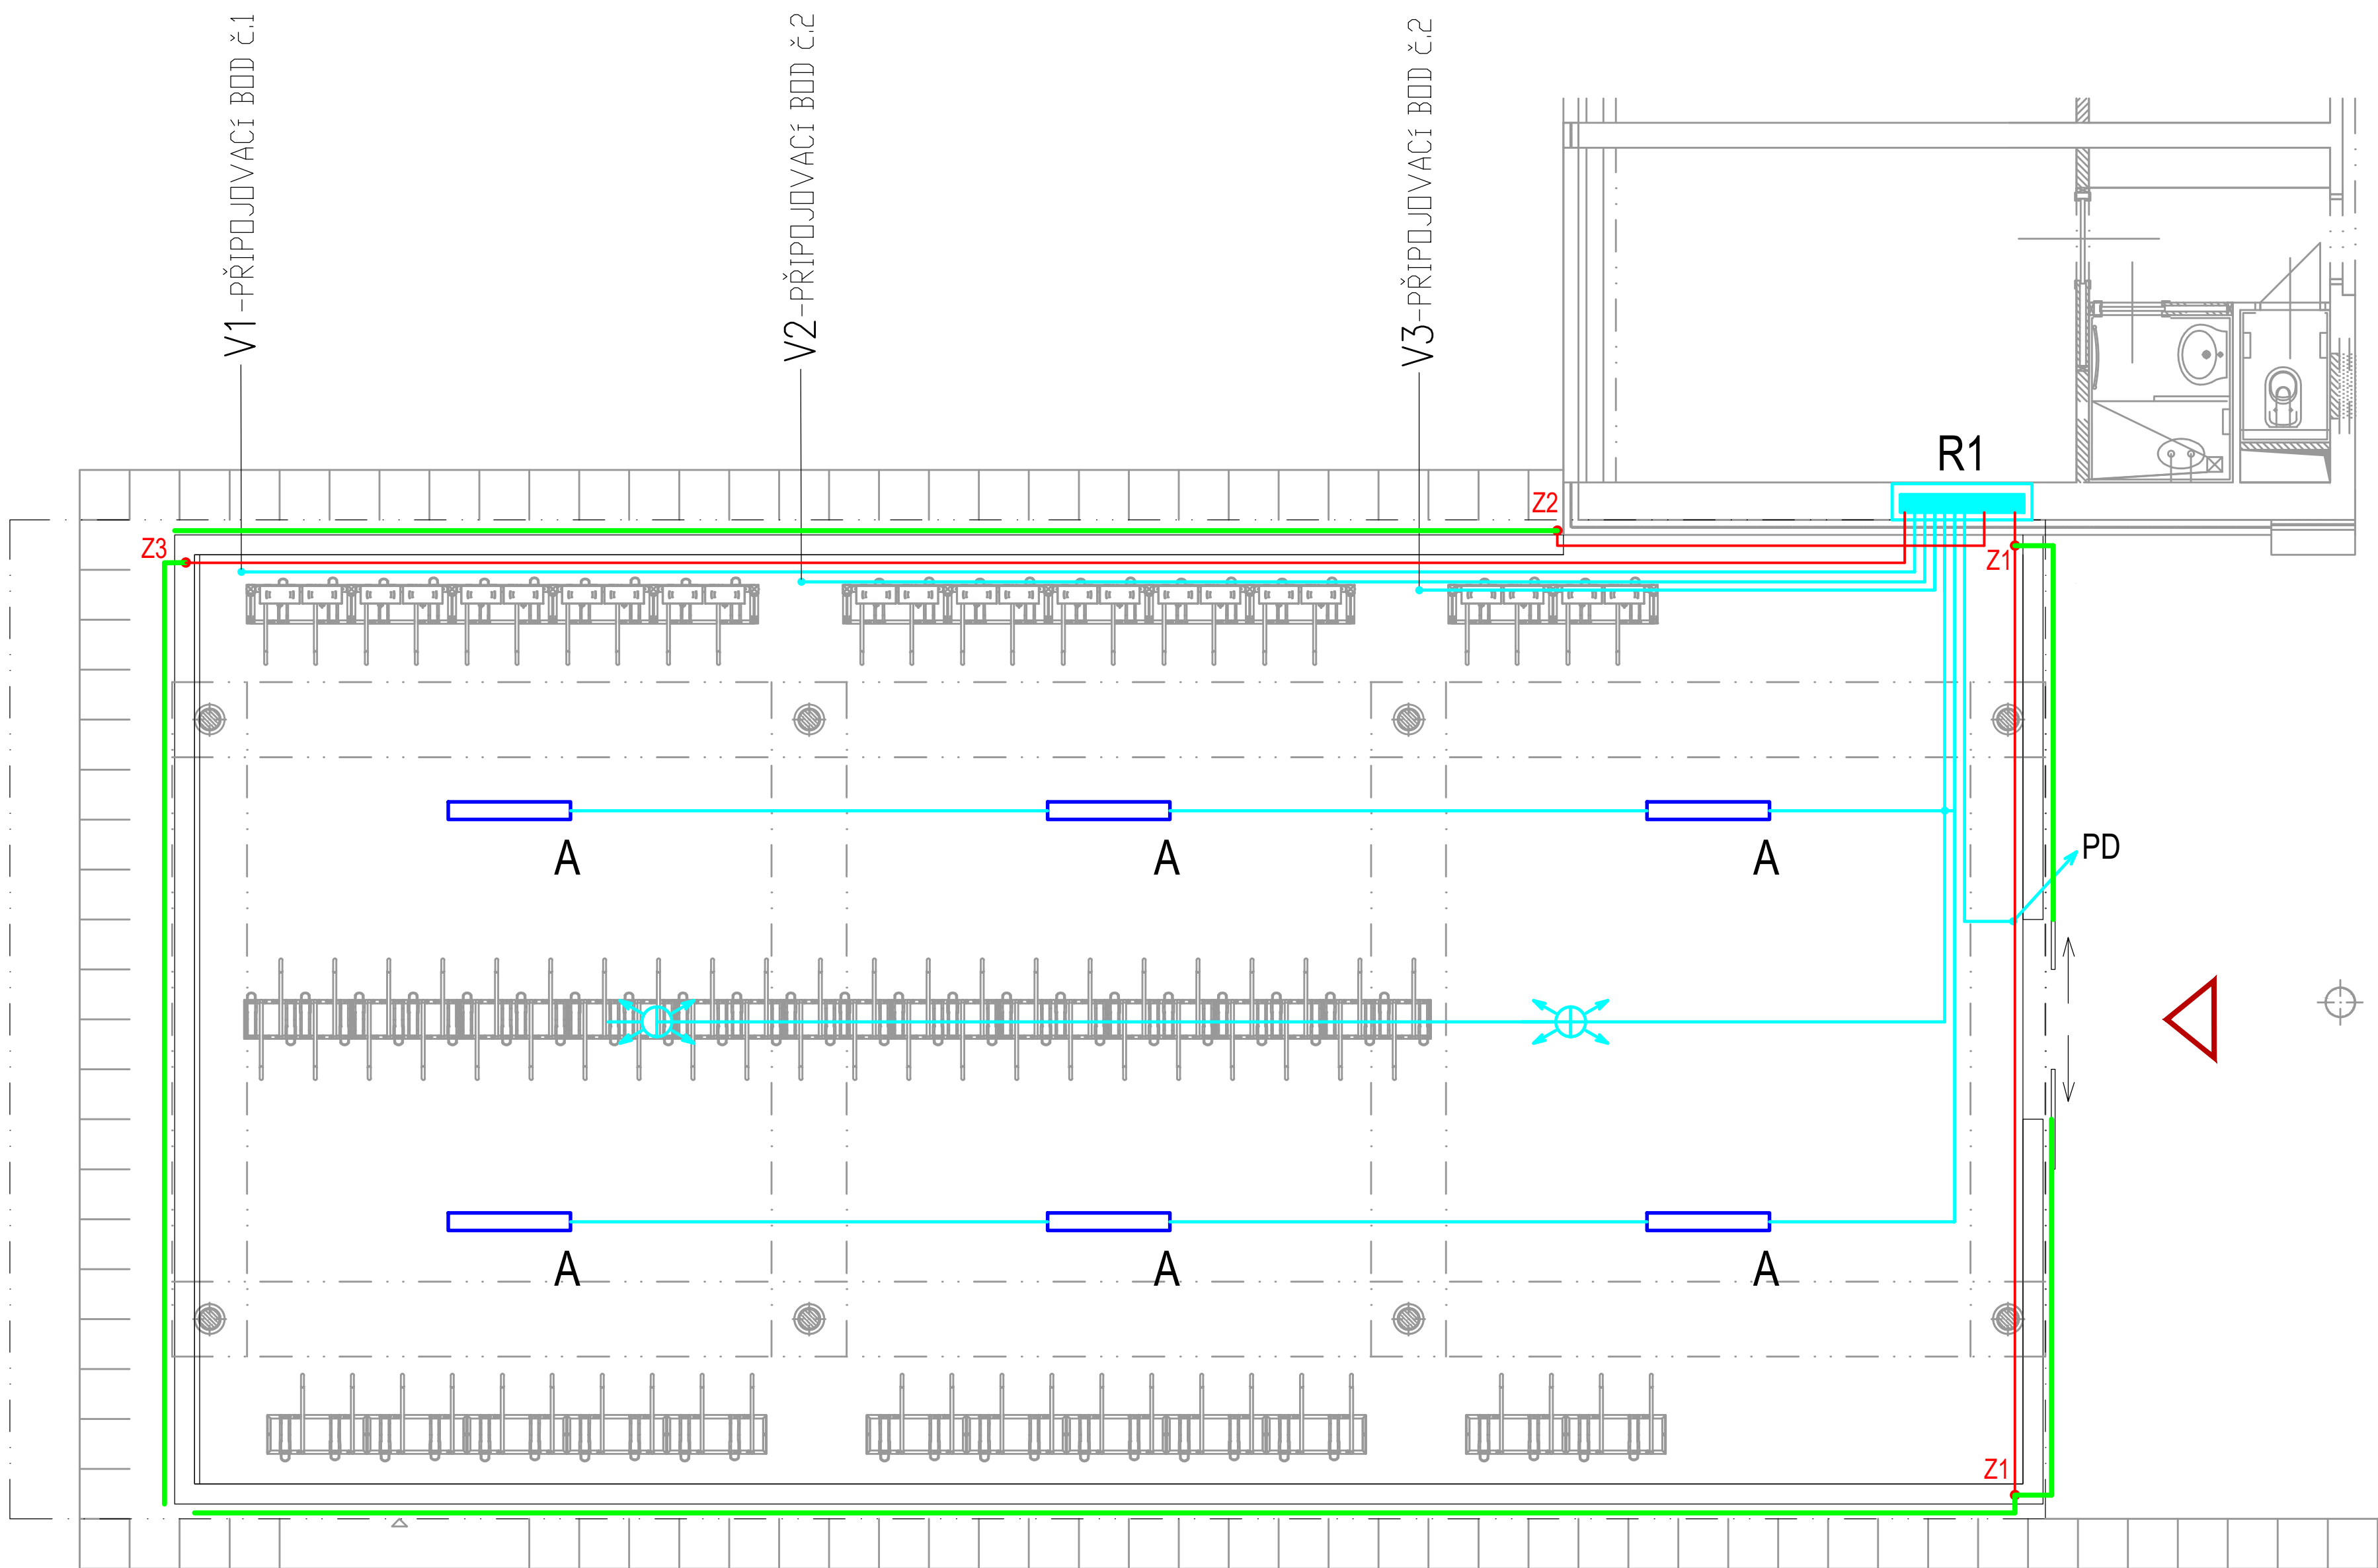 V1-PŘIPOJOVACÍ BOD č.1
V2-PŘIPOJOVACÍ BOD č.2
V3-PŘIPOJOVACÍ BOD č.2
R1
Z2
Z3
Z1
A
A
A
PD
A
A
A
Z1